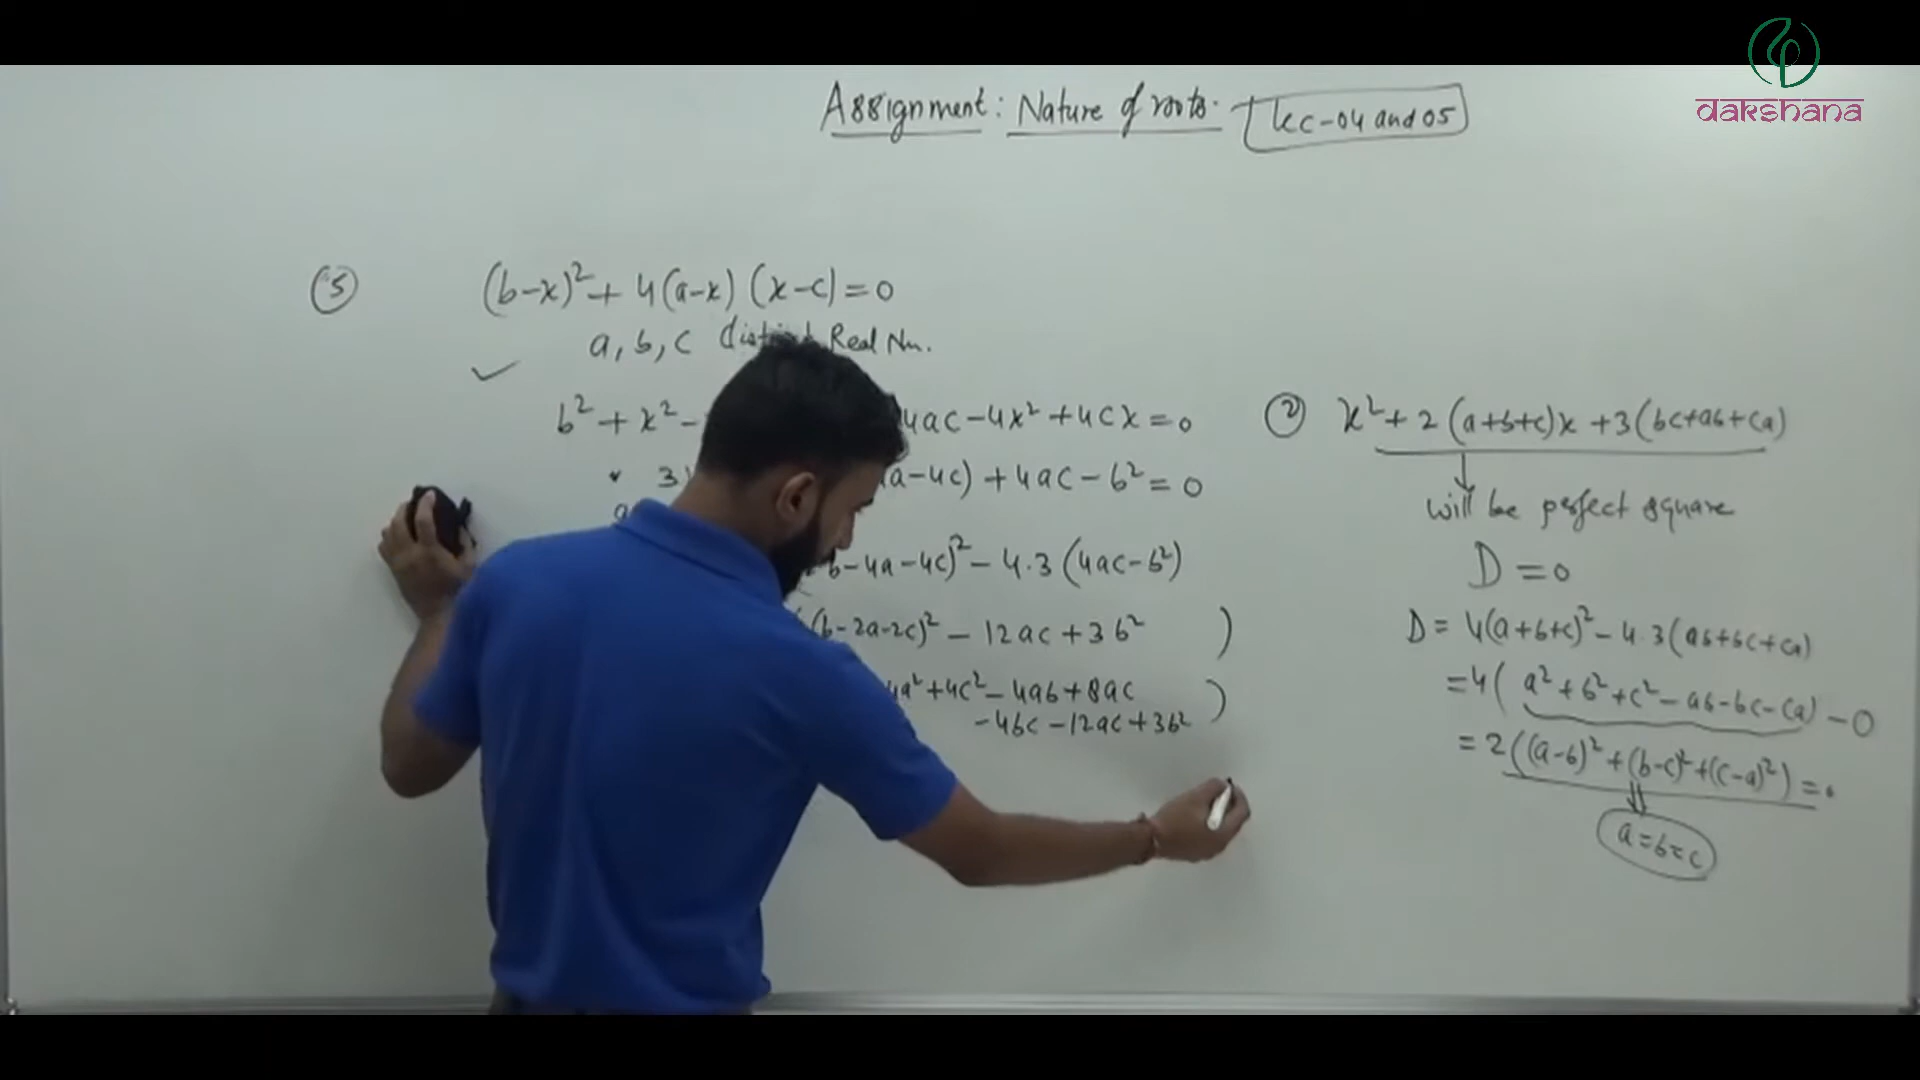 dakshana
Assignment: Nature of roots. Lec-04 and 05
(5) (b-x)²+ 4(a-x) (x-c)=0
a, b, c Real Nu.
b² + x² - 4ac-4x² +4cx = 0
3 a-4c) + 4ac - b² = 0
b-4a-4c)² - 4.3 (4ac-b²)
(b-2a-2c)² - 12ac + 3b² )
4a² +4c² - 4ab + 8ac )
-4bc -12ac + 3b²
(2) x² + 2 (a+b+c)x + 3(bc+ab+ca)
will be perfect square
D = 0
D = 4(a+b+c)² - 4.3(ab+bc+ca)
= 4( a² + b² + c² - ab-bc-ca) - 0
= 2((a-b)² + (b-c)² + (c-a)²) = 0
a=b=c